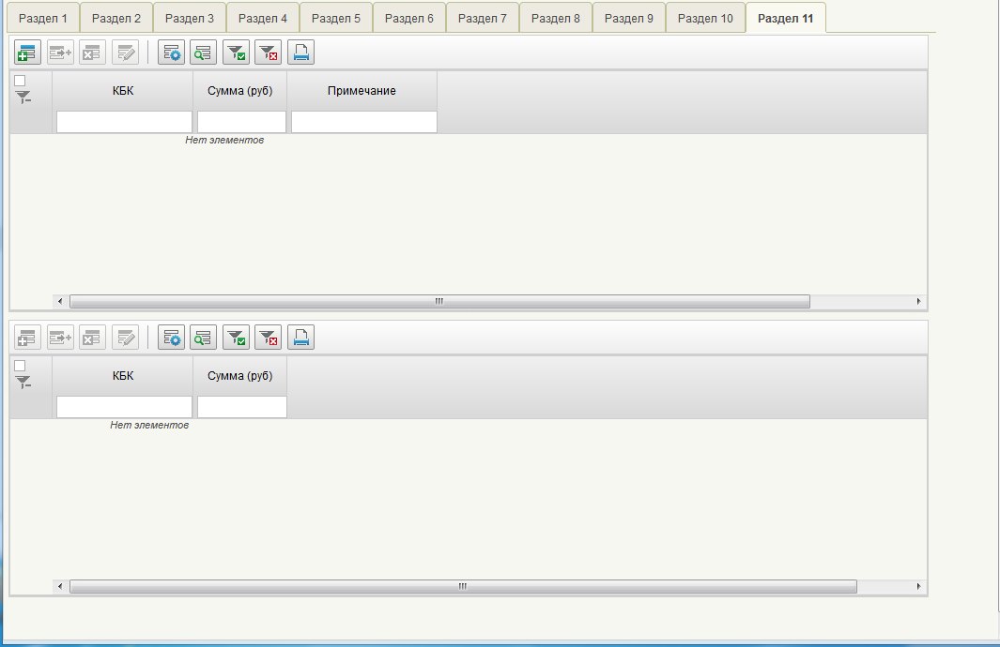 Раздел 1 Раздел 2 Раздел 3 Раздел 4 Раздел 5 Раздел 6 Раздел 7 Раздел 8 Раздел 9 Раздел 10 Раздел 11
КБК Сумма (руб) Примечание
Нет элементов
КБК Сумма (руб)
Нет элементов